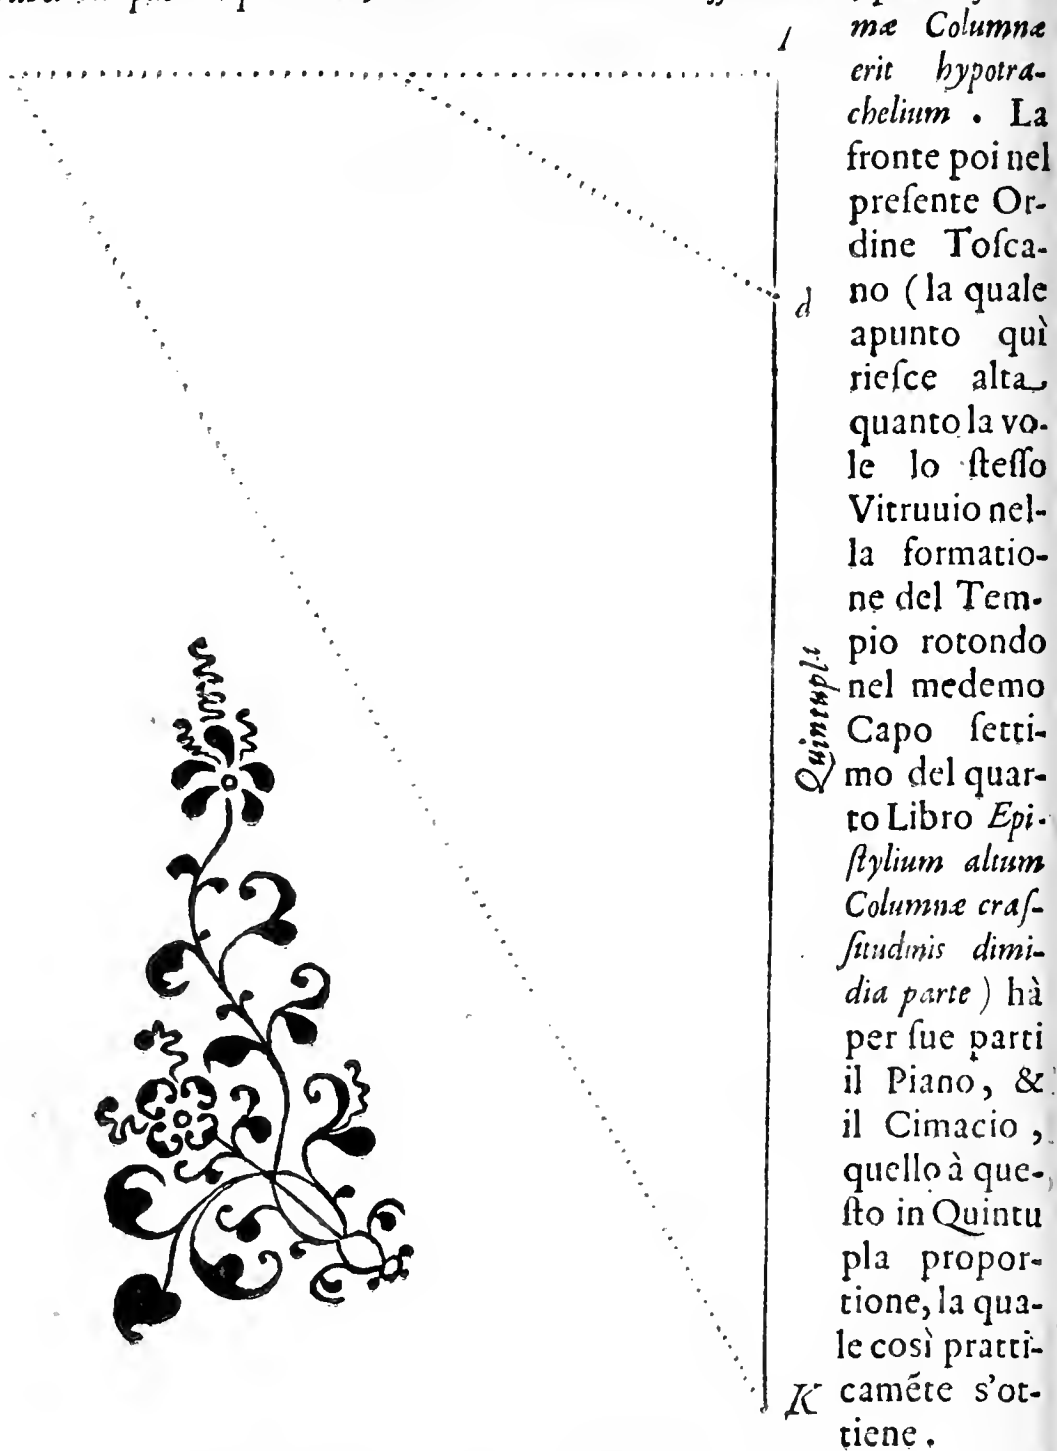 mæ Columnæ
erit hypotra-
chelium . La
fronte poi nel
preſente Or-
dine Toſca-
no (la quale
apunto quì
rieſce alta
quanto la vo-
le lo ſteſſo
Vitruuio nel-
la formatio-
ne del Tem-
pio rotondo
nel medemo
Capo ſetti-
mo del quar-
to Libro Epi-
ſtylium altum
Columnæ craſ-
ſitudinis dimi-
dia parte) hà
per ſue parti
il Piano, &
il Cimacio ,
quello à que-
ſto in Quintu
pla propor-
tione, la qua-
le così pratti-
caméte s'ot-
tiene.
l
d
Quintupla
K